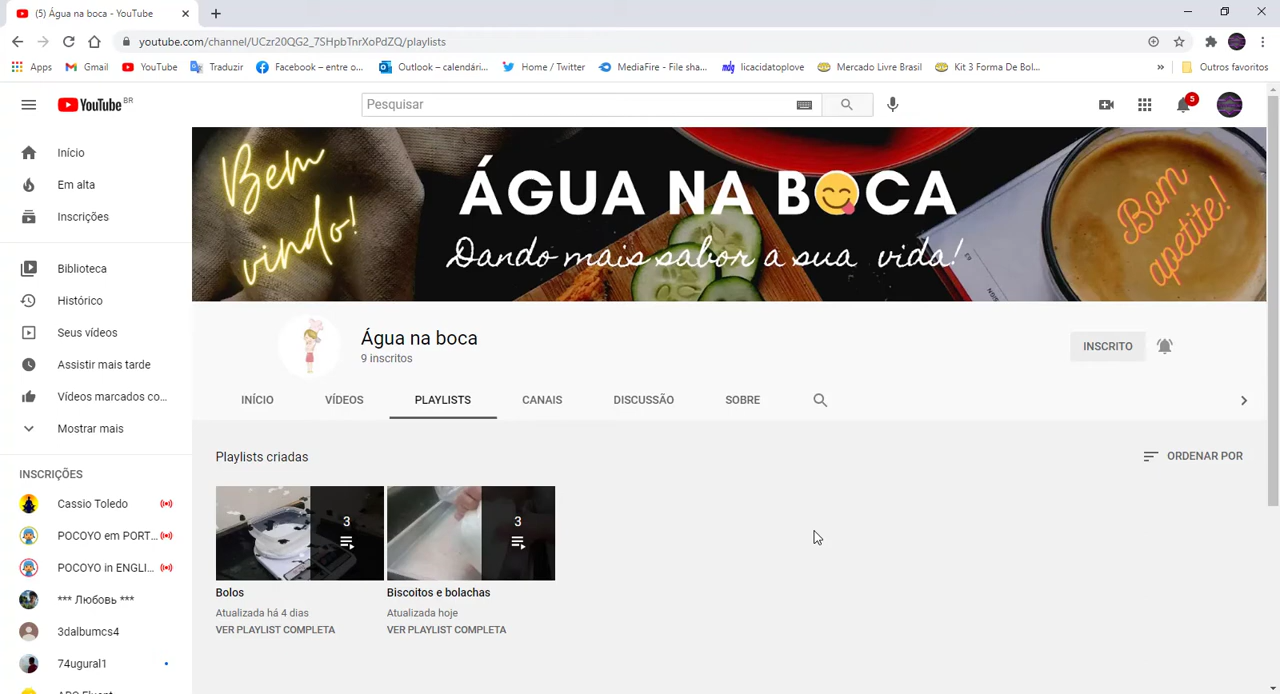 (5) Água na boca - YouTube
youtube.com/channel/UCzr20QG2_7SHpbTnrXoPdZQ/playlists
Apps Gmail YouTube Traduzir Facebook – entre o... Outlook – calendári... Home / Twitter MediaFire - File sha... mdg licacidatoplove Mercado Livre Brasil Kit 3 Forma De Bol... » Outros favoritos
YouTube BR
Pesquisar
5
Início
Em alta
Inscrições
Biblioteca
Histórico
Seus vídeos
Assistir mais tarde
Vídeos marcados co...
Mostrar mais
INSCRIÇÕES
Cassio Toledo
POCOYO em PORT...
POCOYO in ENGLI...
*** Любовь ***
3dalbumcs4
74ugural1
Bem vindo!
ÁGUA NA BOCA
Dando mais sabor a sua vida!
Bom apetite!
Água na boca
9 inscritos
INSCRITO
INÍCIO VÍDEOS PLAYLISTS CANAIS DISCUSSÃO SOBRE
Playlists criadas
ORDENAR POR
3
3
Bolos
Atualizada há 4 dias
VER PLAYLIST COMPLETA
Biscoitos e bolachas
Atualizada hoje
VER PLAYLIST COMPLETA